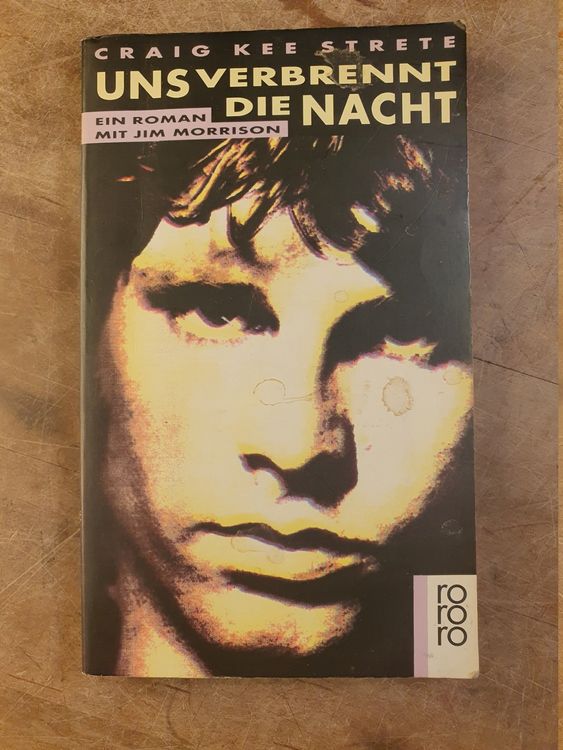 CRAIG KEE STRETE
UNS VERBRENNT
DIE NACHT
EIN ROMAN
MIT JIM MORRISON
ro
ro
ro